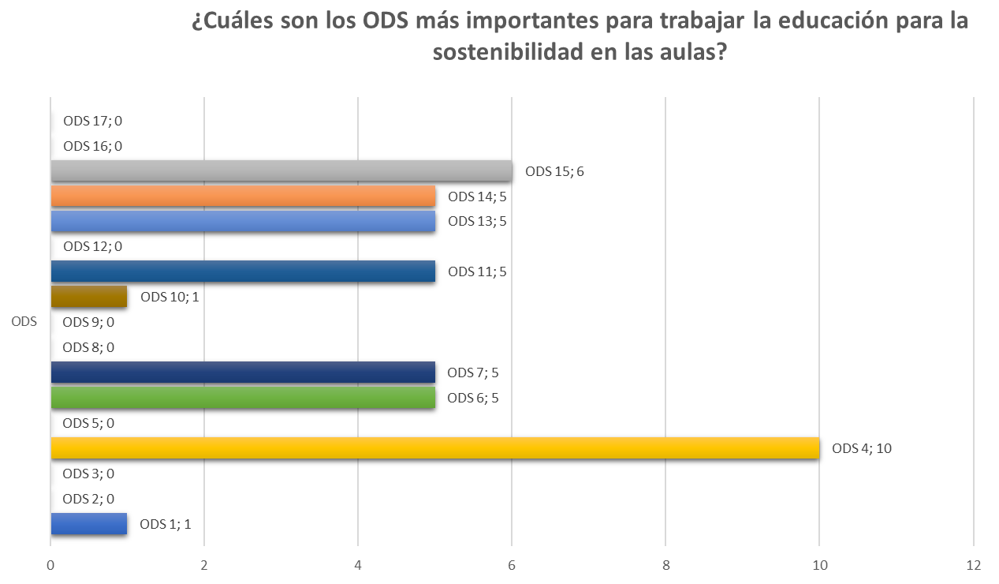 ¿Cuáles son los ODS más importantes para trabajar la educación para la
sostenibilidad en las aulas?
ODS 17; 0
ODS 16; 0
ODS 15; 6
ODS 14; 5
ODS 13; 5
ODS 12; 0
ODS 11; 5
ODS 10; 1
ODS
ODS 9; 0
ODS 8; 0
ODS 7; 5
ODS 6; 5
ODS 5; 0
ODS 4; 10
ODS 3; 0
ODS 2; 0
ODS 1; 1
0 2 4 6 8 10 12